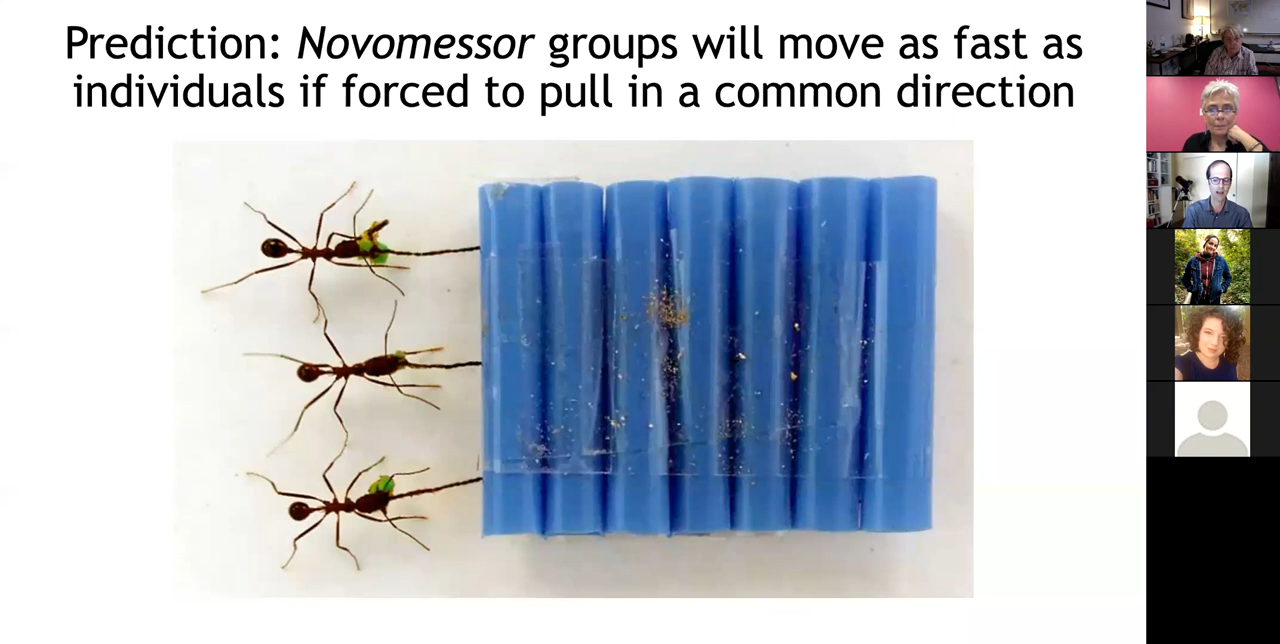 Prediction: Novomessor groups will move as fast as
individuals if forced to pull in a common direction